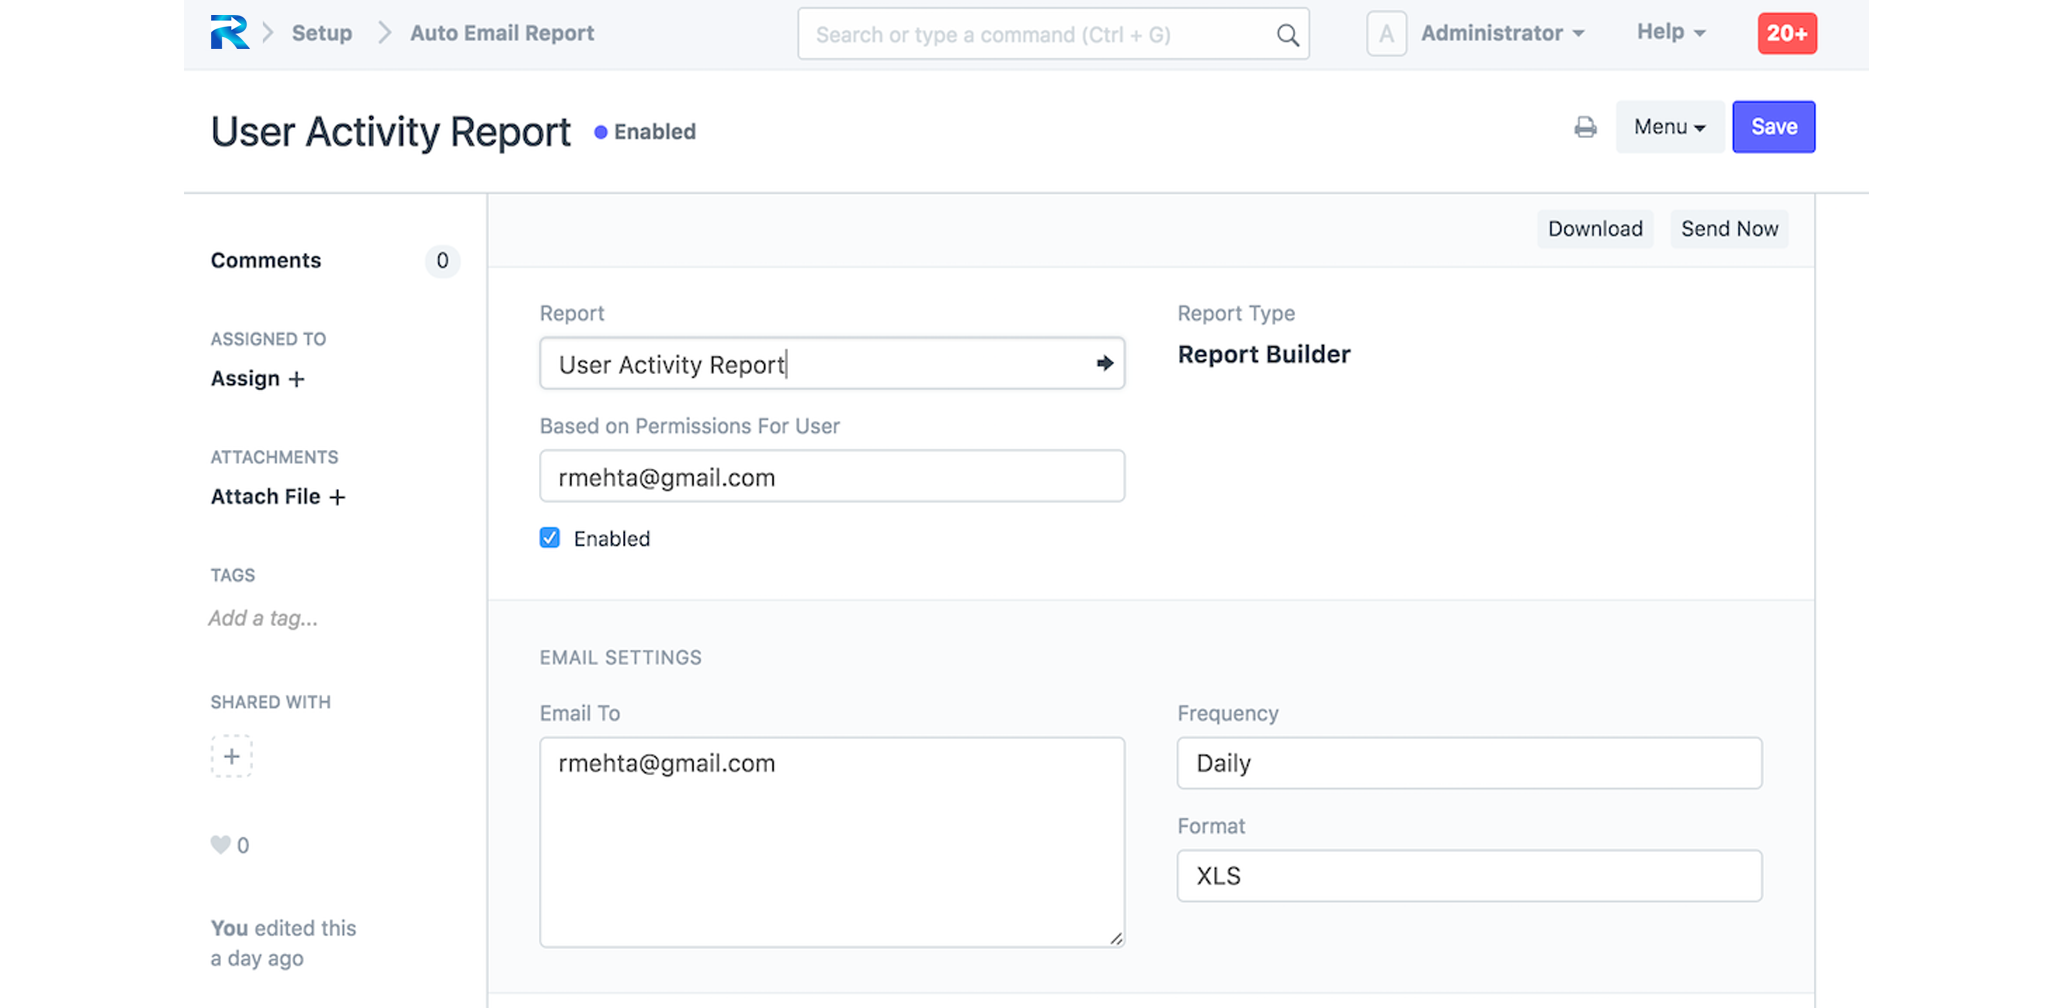 Setup
Auto Email Report
Search or type a command (Ctrl + G)
A
Administrator
Help
20+
User Activity Report
Enabled
Menu
Save
Download
Send Now
Comments
0
ASSIGNED TO
Assign +
ATTACHMENTS
Attach File +
TAGS
Add a tag...
SHARED WITH
+
0
You edited this
a day ago
Report
User Activity Report
Report Type
Report Builder
Based on Permissions For User
rmehta@gmail.com
Enabled
EMAIL SETTINGS
Email To
rmehta@gmail.com
Frequency
Daily
Format
XLS